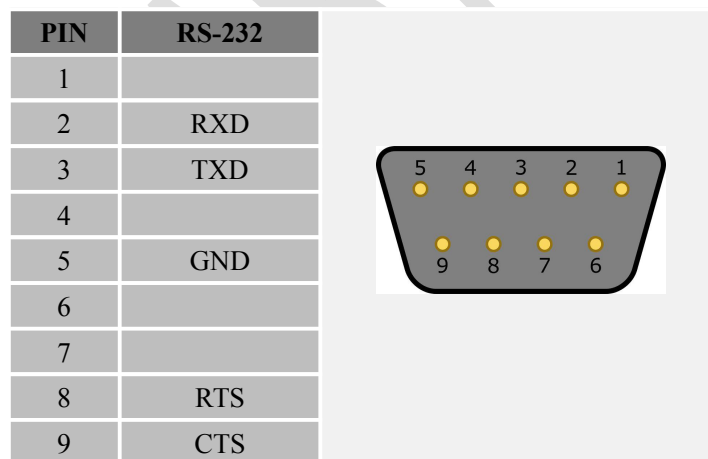 PIN RS-232
1
2 RXD
3 TXD
4
5 GND
6
7
8 RTS
9 CTS
5 4 3 2 1
9 8 7 6